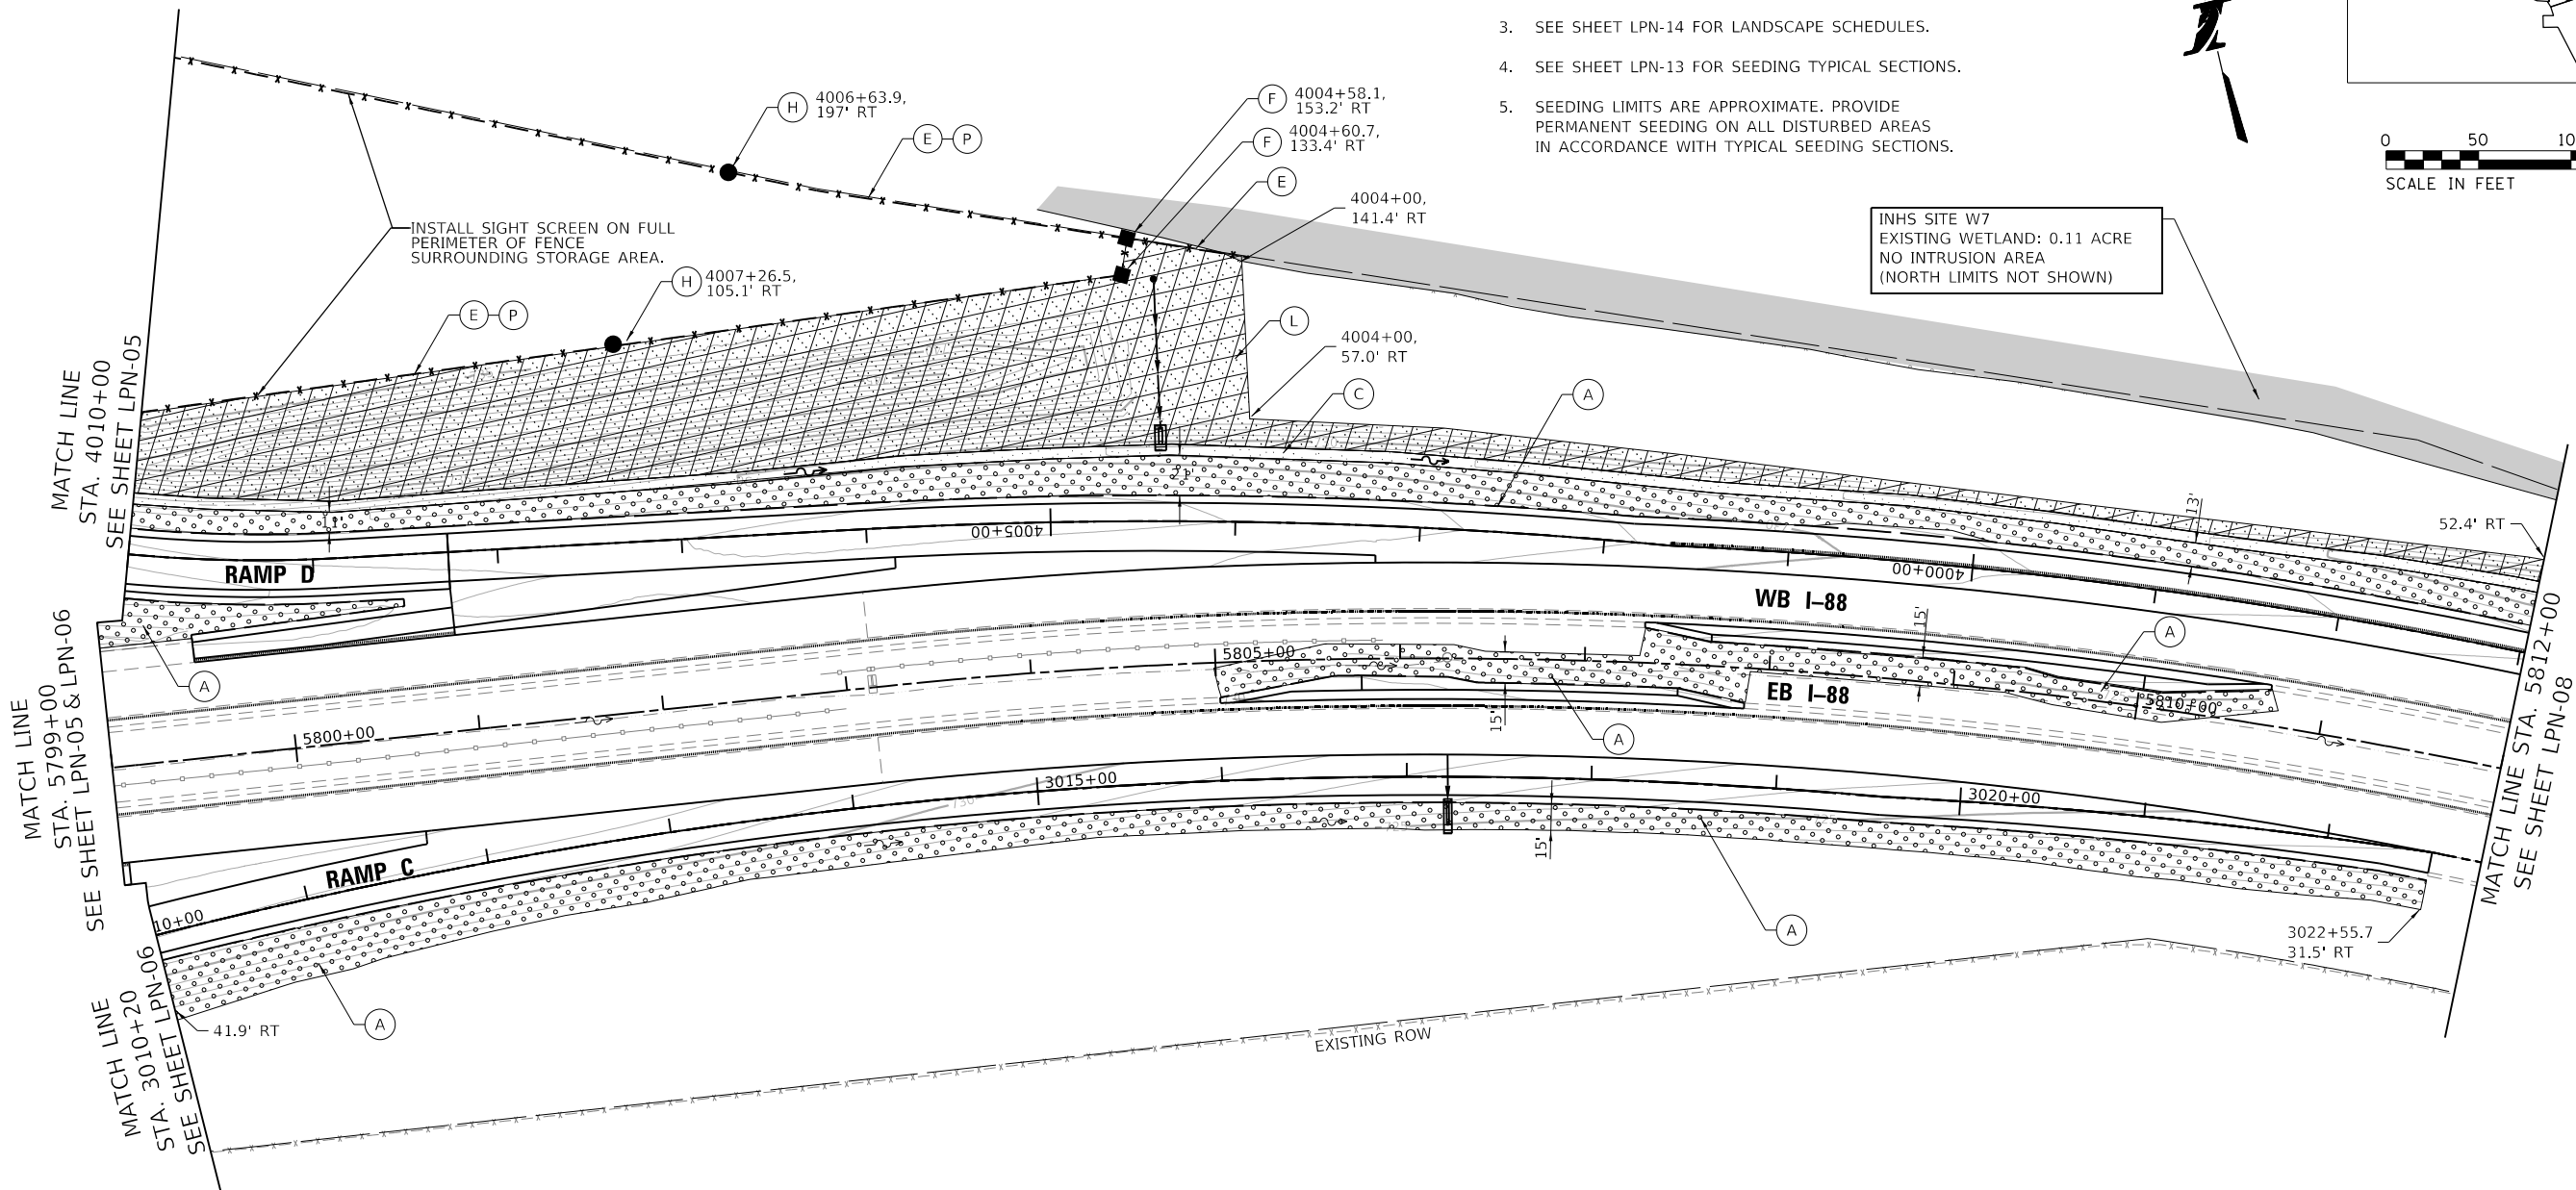 3. SEE SHEET LPN-14 FOR LANDSCAPE SCHEDULES.
4. SEE SHEET LPN-13 FOR SEEDING TYPICAL SECTIONS.
5. SEEDING LIMITS ARE APPROXIMATE. PROVIDE
PERMANENT SEEDING ON ALL DISTURBED AREAS
IN ACCORDANCE WITH TYPICAL SEEDING SECTIONS.
0 50
SCALE IN FEET
H 4006+63.9,
197' RT
E P
F 4004+58.1,
153.2' RT
F 4004+60.7,
133.4' RT
E
4004+00,
141.4' RT
INHS SITE W7
EXISTING WETLAND: 0.11 ACRE
NO INTRUSION AREA
(NORTH LIMITS NOT SHOWN)
INSTALL SIGHT SCREEN ON FULL
PERIMETER OF FENCE
SURROUNDING STORAGE AREA.
H 4007+26.5,
105.1' RT
E P
L
4004+00,
57.0' RT
C
A
MATCH LINE
STA. 4010+00
SEE SHEET LPN-05
11'
21'
13'
52.4' RT
4005+00
4000+00
RAMP D
WB I-88
15'
A
A
5805+00
EB I-88
5810+00
15'
A
MATCH LINE
STA. 5799+00
SEE SHEET LPN-05 & LPN-06
5800+00
3015+00
3020+00
MATCH LINE STA. 5812+00
SEE SHEET LPN-08
730
15'
RAMP C
10+00
A
3022+55.7
31.5' RT
MATCH LINE
STA. 3010+20
SEE SHEET LPN-06
41.9' RT
A
EXISTING ROW